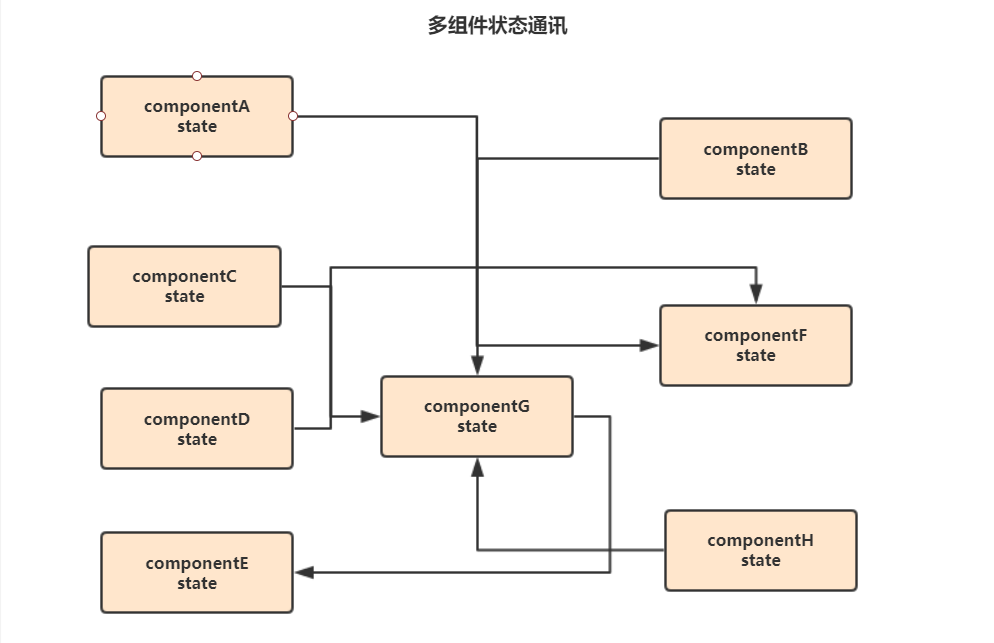 多组件状态通讯
componentA
state
componentB
state
componentC
state
componentF
state
componentD
state
componentG
state
componentE
state
componentH
state